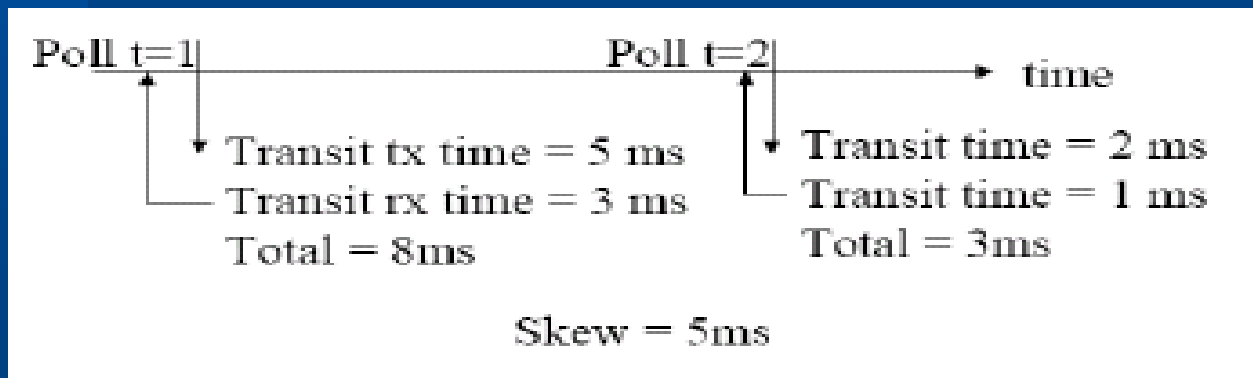 Poll t=1
Poll t=2
time
Transit tx time = 5 ms
Transit rx time = 3 ms
Total = 8ms
Transit time = 2 ms
Transit time = 1 ms
Total = 3ms
Skew = 5ms